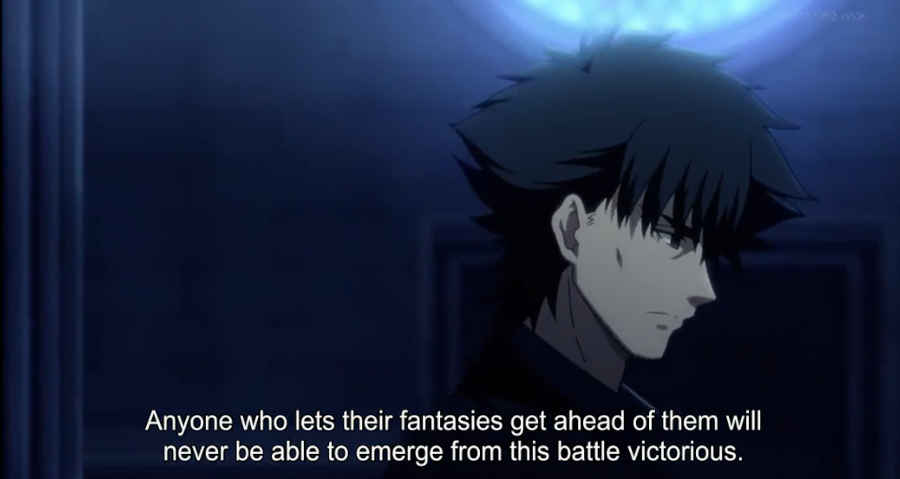 Anyone who lets their fantasies get ahead of them will
never be able to emerge from this battle victorious.